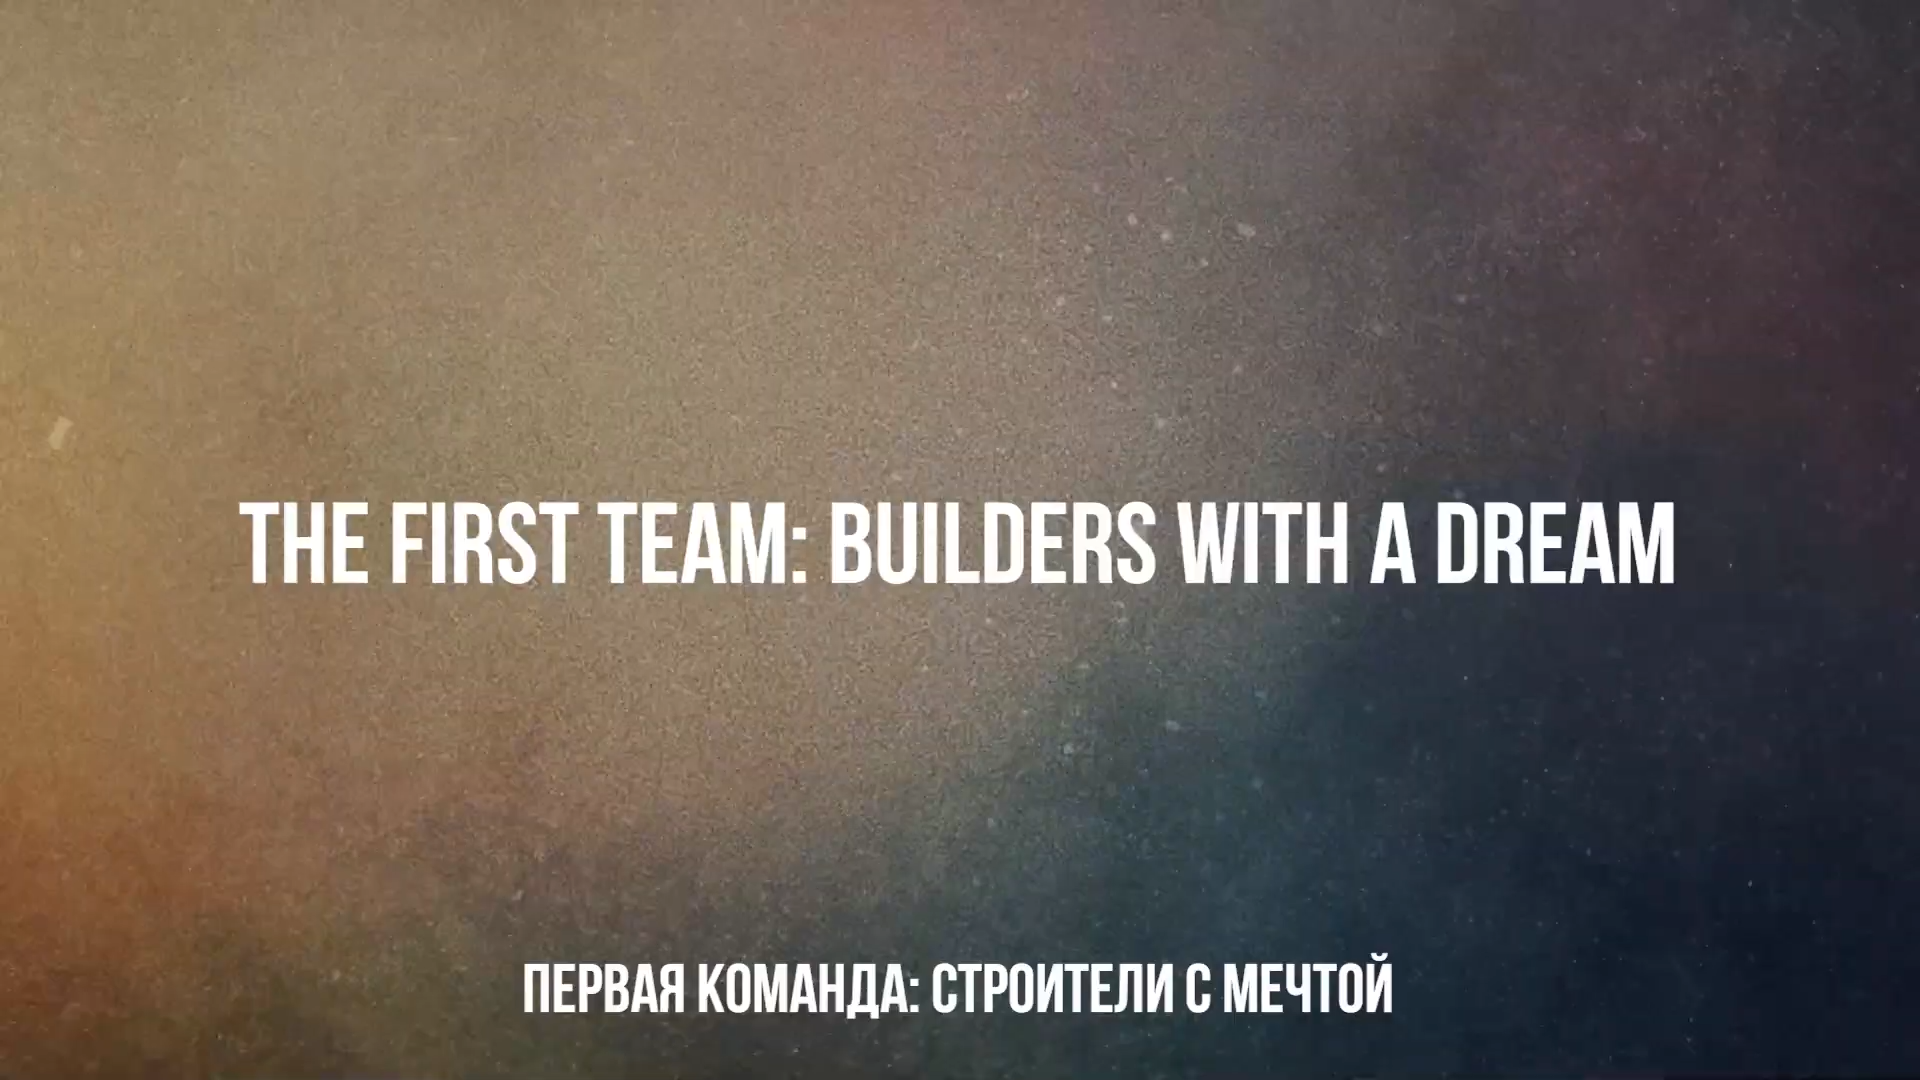 THE FIRST TEAM: BUILDERS WITH A DREAM
ПЕРВАЯ КОМАНДА: СТРОИТЕЛИ С МЕЧТОЙ